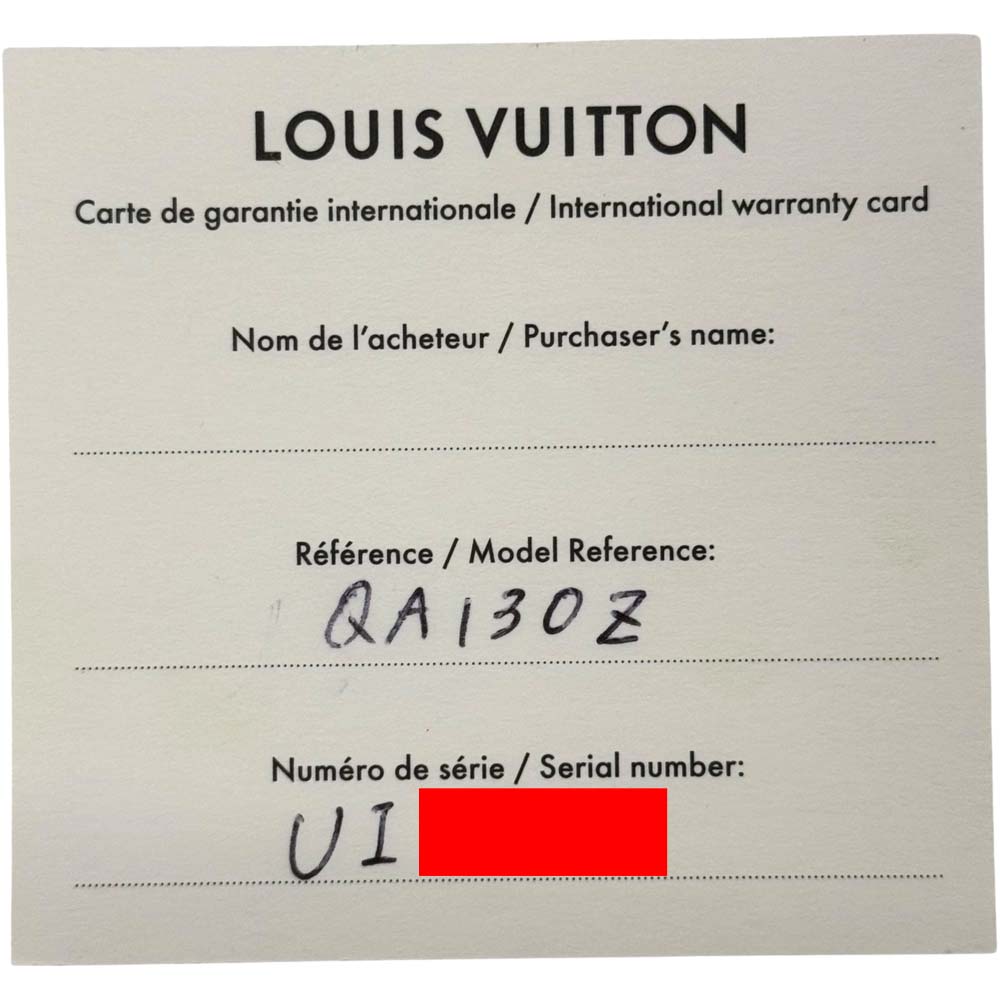 LOUIS VUITTON
Carte de garantie internationale / International warranty card
Nom de l'acheteur / Purchaser's name:
Référence / Model Reference:
QA130Z
Numéro de série / Serial number:
UI